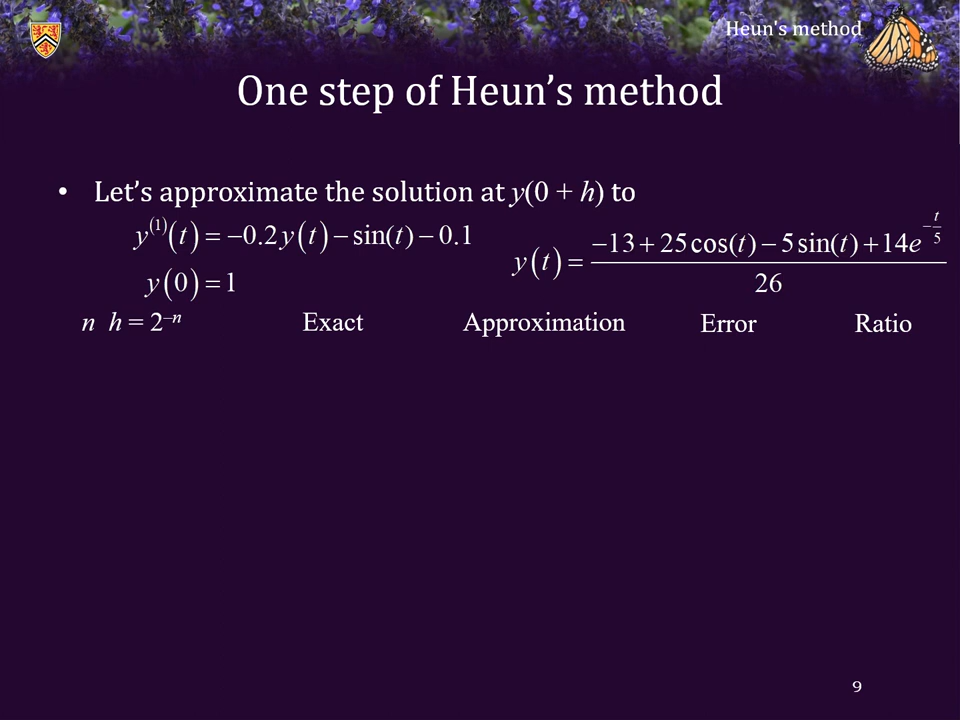 Heun's method
One step of Heun’s method
• Let’s approximate the solution at y(0 + h) to
y^(1)(t) = −0.2y(t) − sin(t) − 0.1
y(t) = (−13 + 25cos(t) − 5sin(t) + 14e^(−t/5)) / 26
y(0) = 1
n h = 2^–n Exact Approximation Error Ratio
9